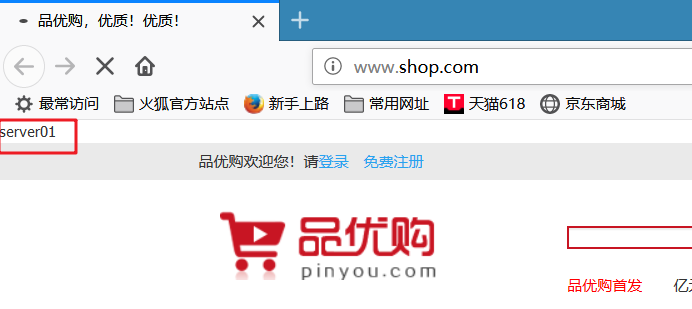 品优购，优质！优质！
www.shop.com
最常访问 火狐官方站点 新手上路 常用网址 天猫618 京东商城
server01
品优购欢迎您！请登录 免费注册
品优购
pinyou.com
品优购首发